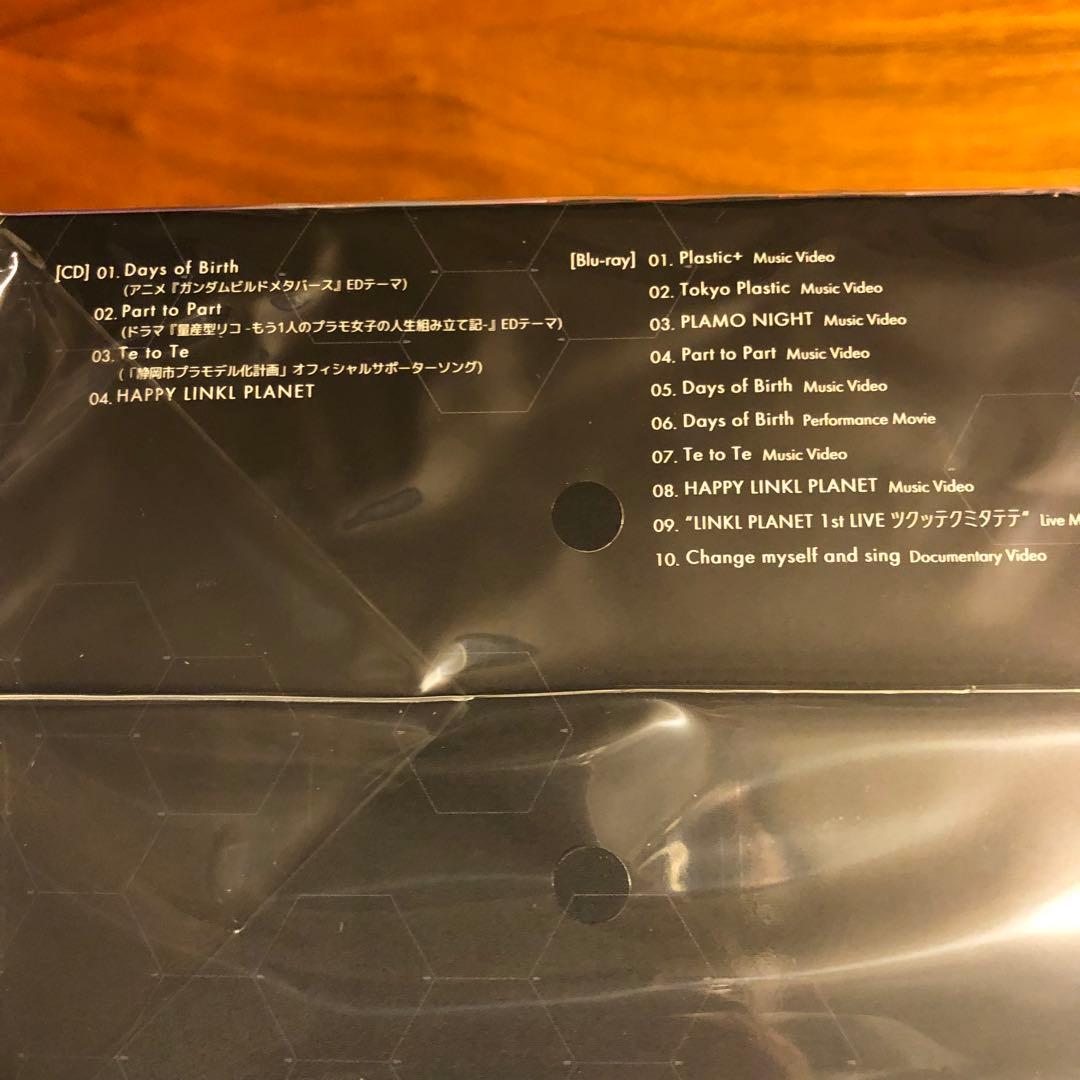 [CD] 01. Days of Birth
(アニメ『ガンダムビルドメタバース』EDテーマ)
02. Part to Part
(ドラマ『量産型リコ -もう1人のプラモ女子の人生組み立て記-』EDテーマ)
03. Te to Te
(「静岡市プラモデル化計画」オフィシャルサポーターソング)
04. HAPPY LINKL PLANET
[Blu-ray] 01. Plastic+ Music Video
02. Tokyo Plastic Music Video
03. PLAMO NIGHT Music Video
04. Part to Part Music Video
05. Days of Birth Music Video
06. Days of Birth Performance Movie
07. Te to Te Music Video
08. HAPPY LINKL PLANET Music Video
09. "LINKL PLANET 1st LIVE ツクッテクミタテテ" Live
10. Change myself and sing Documentary Video